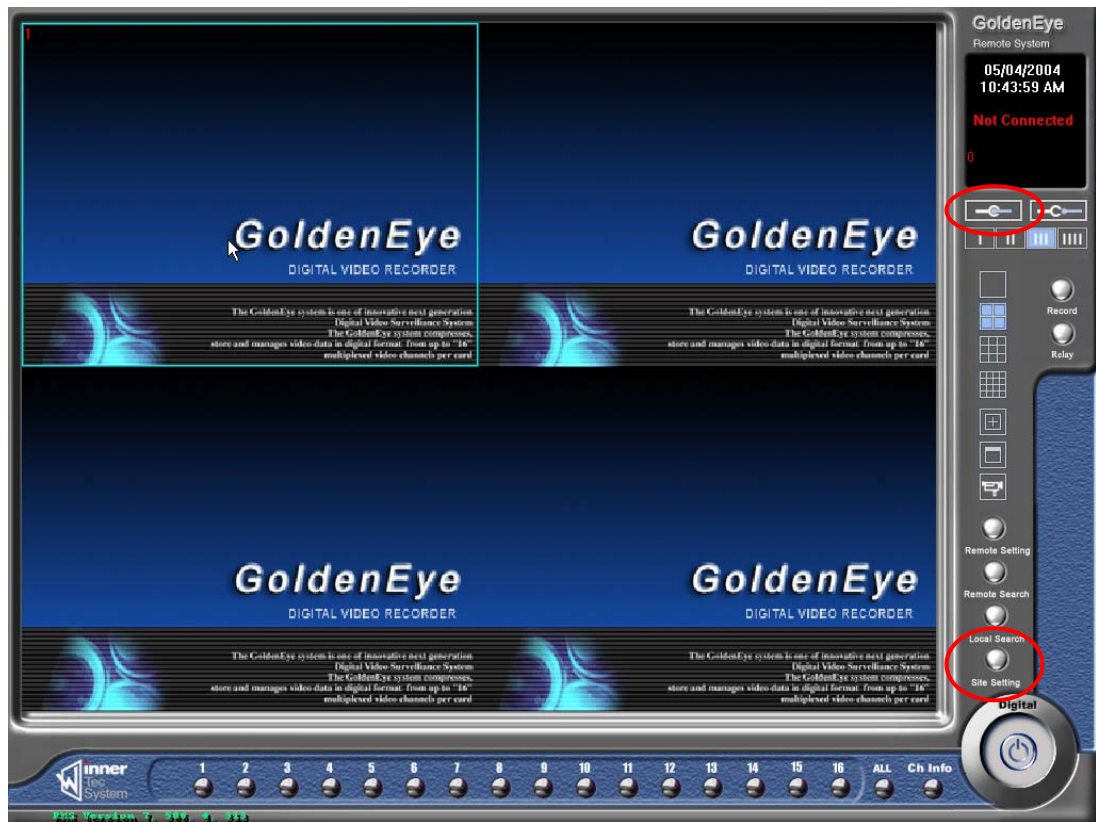 GoldenEye
Remote System
05/04/2004
10:43:59 AM
Not Connected
0
1
GoldenEye
DIGITAL VIDEO RECORDER
The GoldenEye system is one of innovative next generation
Digital Video Survelliance System
The GoldenEye system compresses,
store and manages video data in digital format from up to "16"
multiplexed video channels per card
GoldenEye
DIGITAL VIDEO RECORDER
The GoldenEye system is one of innovative next generation
Digital Video Survelliance System
The GoldenEye system compresses,
store and manages video data in digital format from up to "16"
multiplexed video channels per card
GoldenEye
DIGITAL VIDEO RECORDER
The GoldenEye system is one of innovative next generation
Digital Video Survelliance System
The GoldenEye system compresses,
store and manages video data in digital format from up to "16"
multiplexed video channels per card
GoldenEye
DIGITAL VIDEO RECORDER
The GoldenEye system is one of innovative next generation
Digital Video Survelliance System
The GoldenEye system compresses,
store and manages video data in digital format from up to "16"
multiplexed video channels per card
I II III IIII
Record
Relay
Remote Setting
Remote Search
Local Search
Site Setting
Digital
Winner
Tec
System
1 2 3 4 5 6 7 8 9 10 11 12 13 14 15 16 ALL Ch Info
RMS Version 7, 500, 4, 323